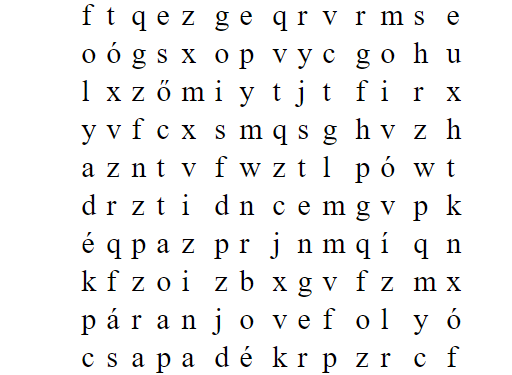 f t q e z g e q r v r m s e
o ó g s x o p v y c g o h u
l x z ő m i y t j t f i r x
y v f c x s m q s g h v z h
a z n t v f w z t l p ó w t
d r z t i d n c e m g v p k
é q p a z p r j n m q í q n
k f z o i z b x g v f z m x
p á r a n j o v e f o l y ó
c s a p a d é k r p z r c f